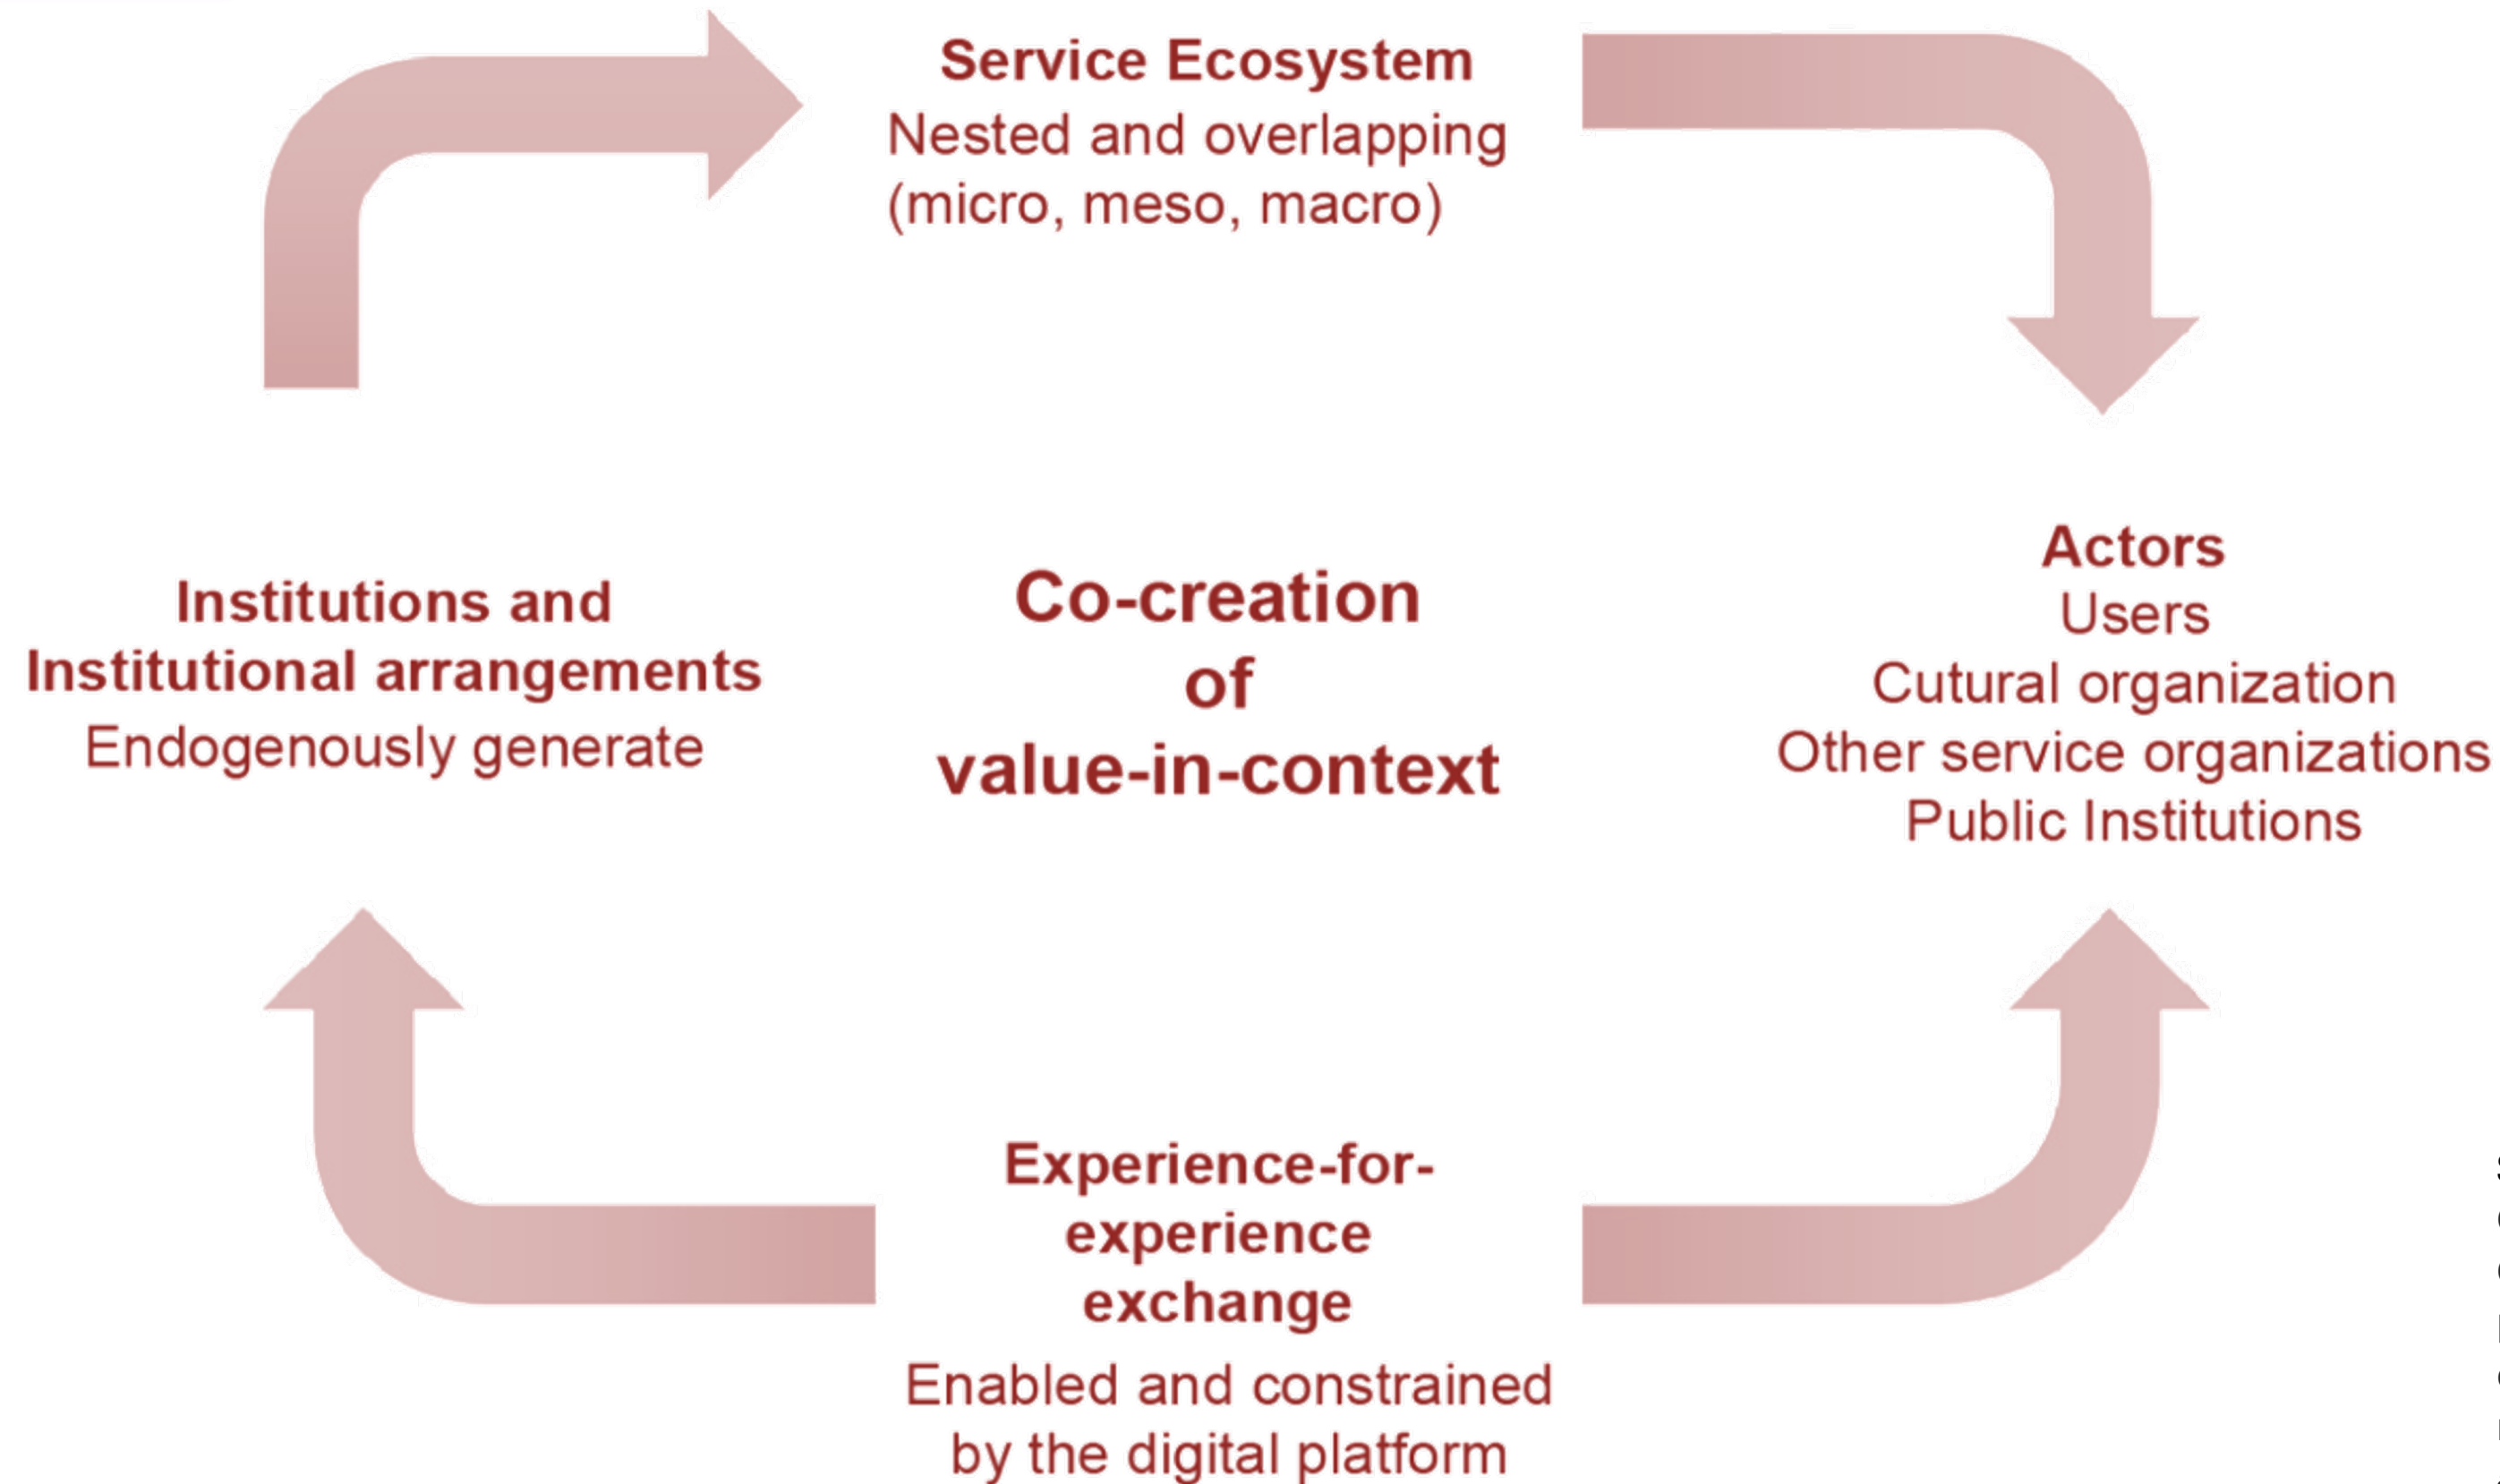 Service Ecosystem
Nested and overlapping
(micro, meso, macro)
Institutions and
Institutional arrangements
Endogenously generate
Co-creation
of
value-in-context
Actors
Users
Cutural organization
Other service organizations
Public Institutions
Experience-for-
experience
exchange
Enabled and constrained
by the digital platform